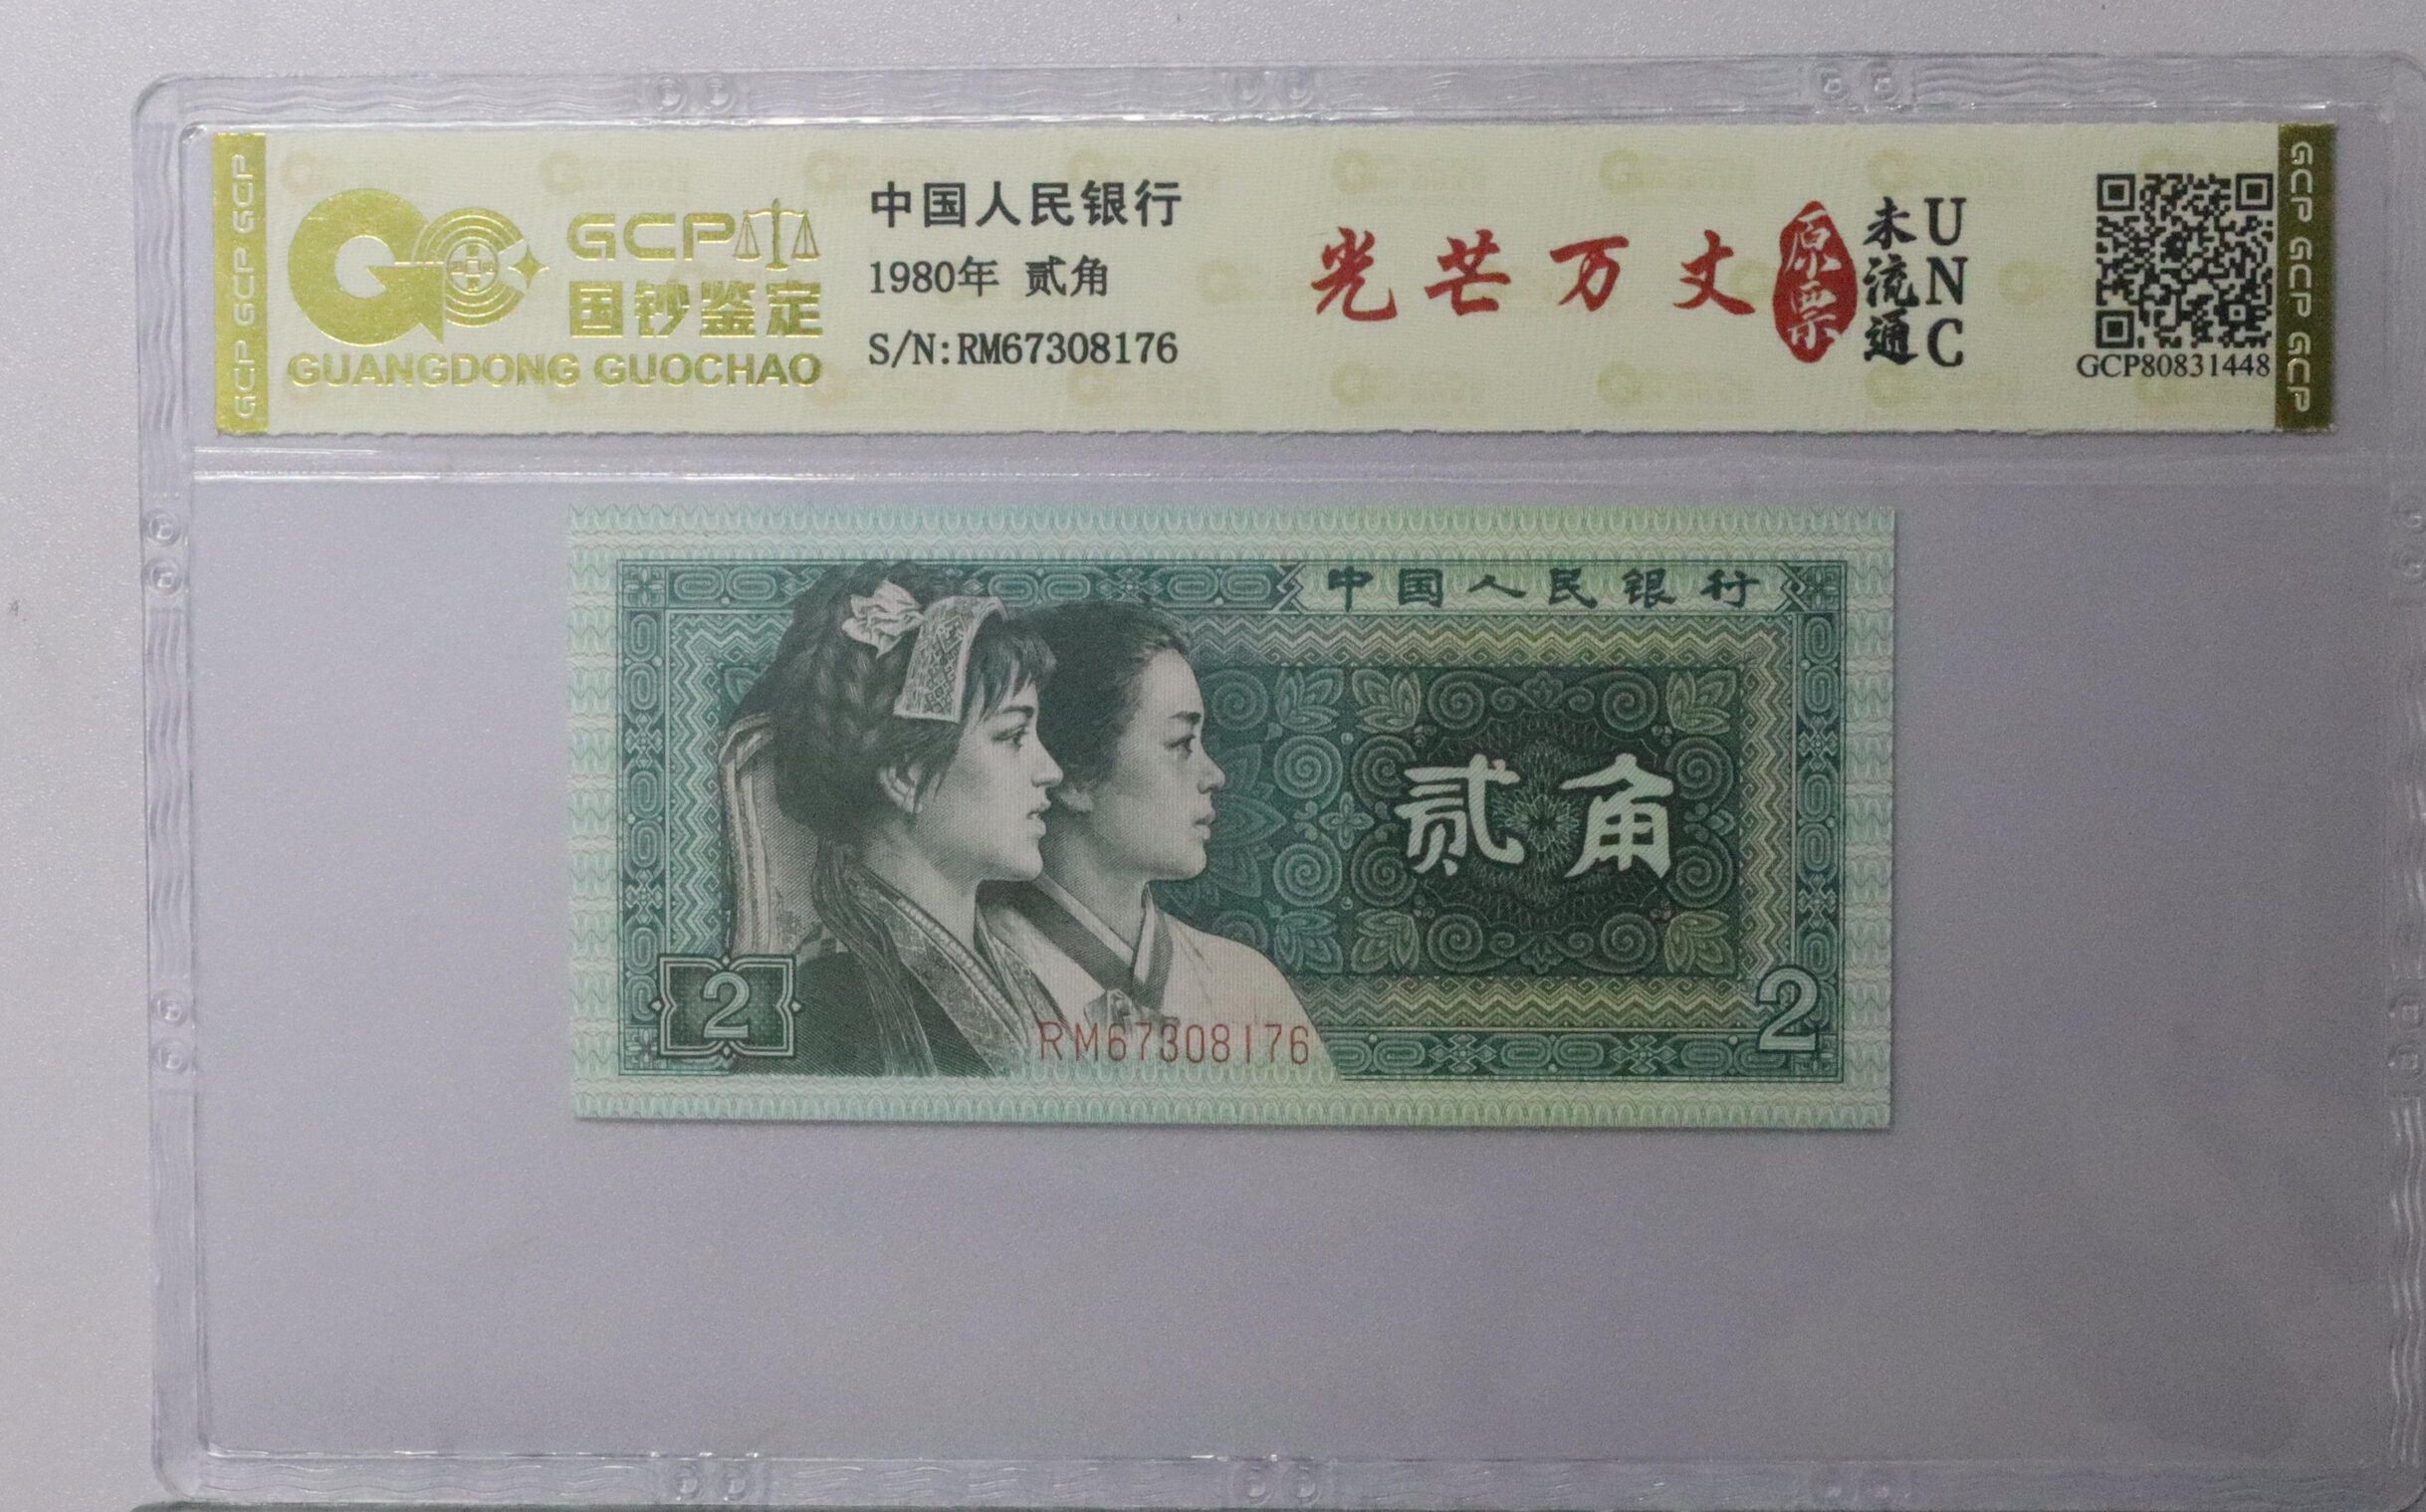 GCP GCP GCP
GCP
国钞鉴定
GUANGDONG GUOCHAO
中国人民银行
1980年 贰角
S/N:RM67308176
光芒万丈
原票
未流通
UNC
GCP80831448
GCP GCP GCP
中国人民银行
贰角
2
RM67308176
2